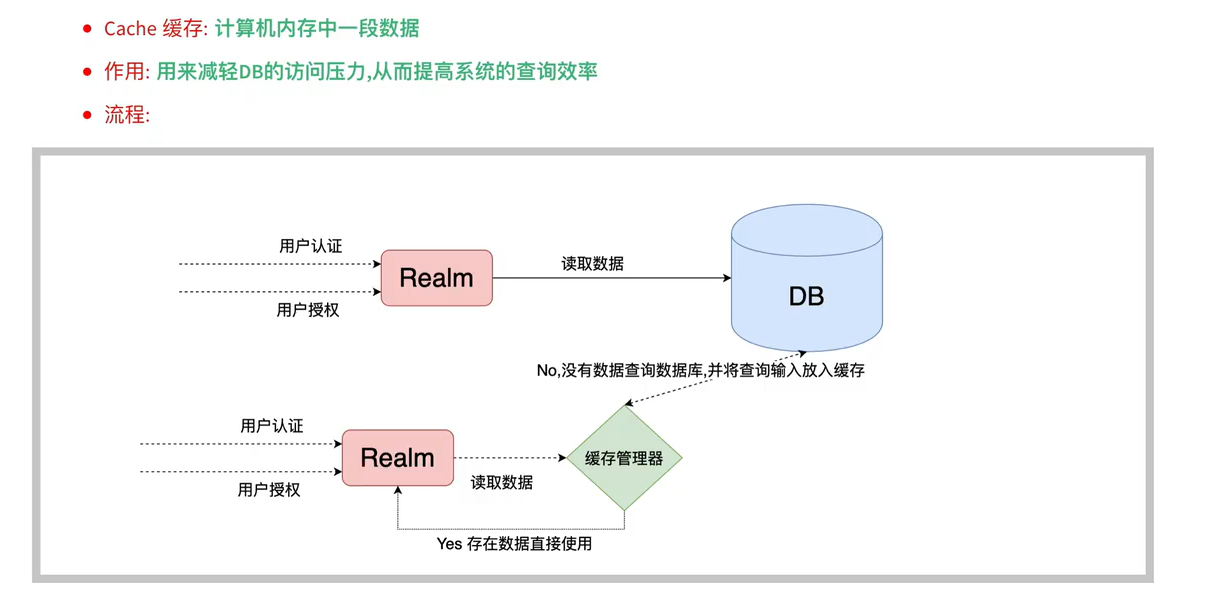 Cache 缓存: 计算机内存中一段数据
作用: 用来减轻DB的访问压力,从而提高系统的查询效率
流程:
用户认证
Realm
用户授权
读取数据
DB
No,没有数据查询数据库,并将查询输入放入缓存
用户认证
Realm
用户授权
读取数据
缓存管理器
Yes 存在数据直接使用